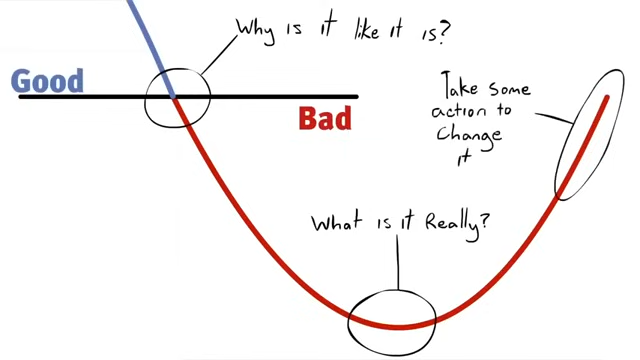 Why is it like it is?
Good
Bad
Take some
action to
change
it
What is it Really?